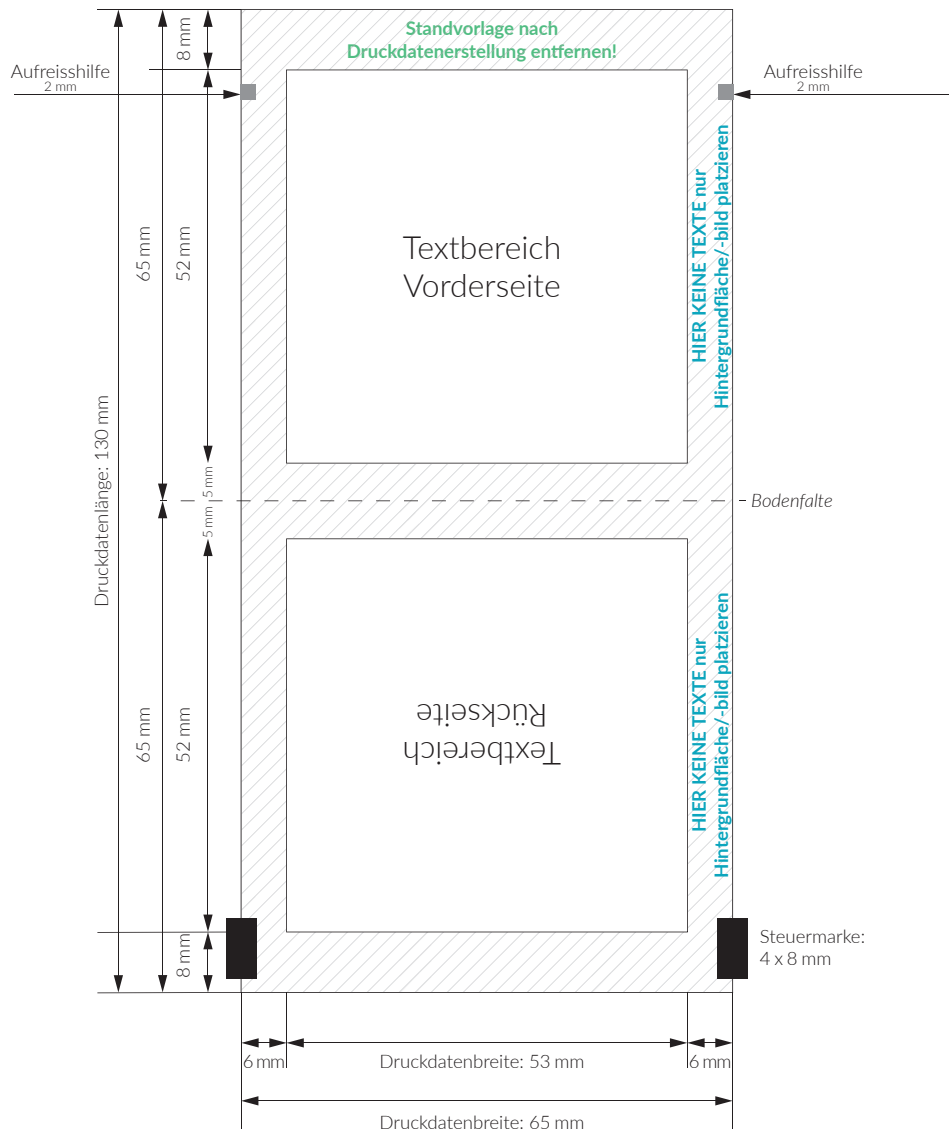 Standvorlage nach
Druckdatenerstellung entfernen!
8 mm
Aufreisshilfe
2 mm
Aufreisshilfe
2 mm
65 mm
52 mm
Textbereich
Vorderseite
HIER KEINE TEXTE nur
Hintergrundfläche/-bild platzieren
Druckdatenlänge: 130 mm
5 mm
5 mm
Bodenfalte
65 mm
52 mm
Textbereich
Rückseite
HIER KEINE TEXTE nur
Hintergrundfläche/-bild platzieren
8 mm
Steuermarke:
4 x 8 mm
6 mm
Druckdatenbreite: 53 mm
6 mm
Druckdatenbreite: 65 mm